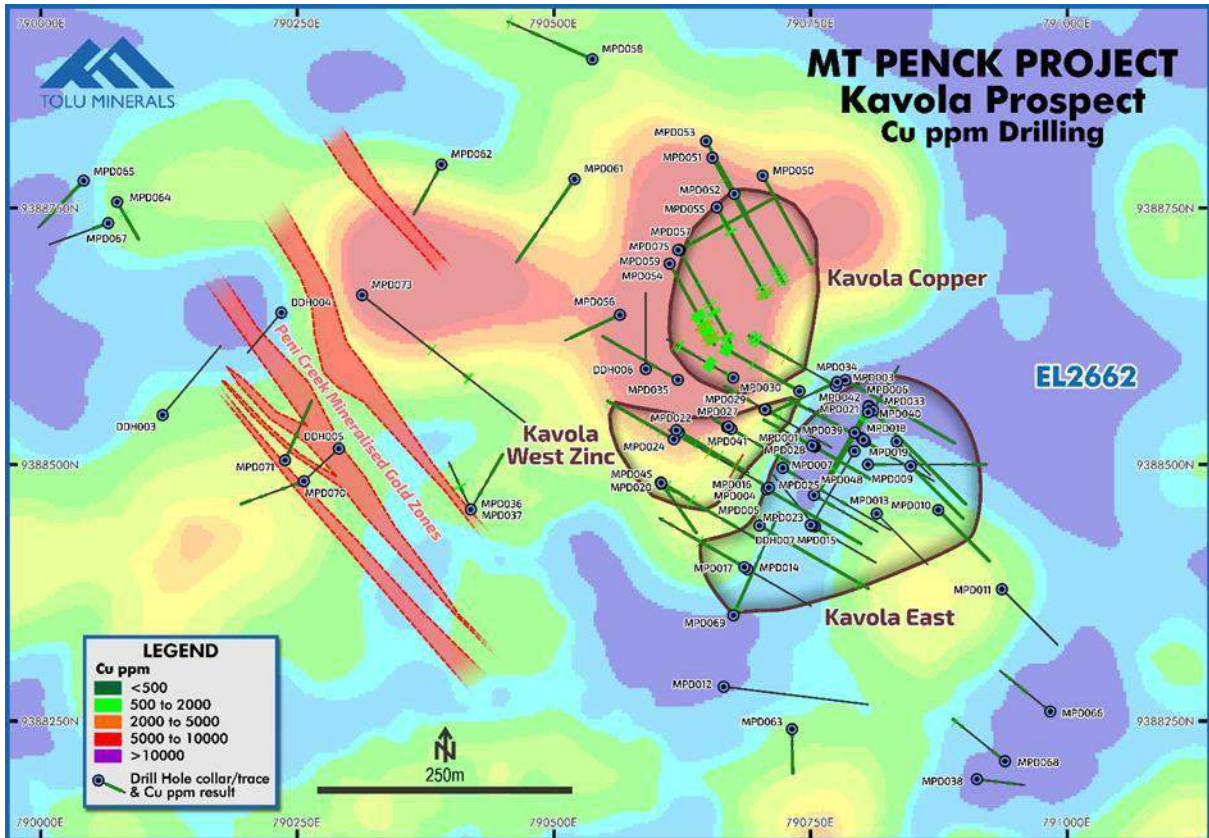 790000E
790250E
790500E
790750E
791000E
TOLU MINERALS
MT PENCK PROJECT
Kavola Prospect
Cu ppm Drilling
MPD058
MPD053
MPD051
MPD062
MPD061
MPD050
MPD065
MPD052
MPD064
MPD055
9388750N
9388750N
MPD067
MPD057
MPD075
MPD059
MPD054
Kavola Copper
MPD073
DDH004
MPD056
Peni Creek Mineralised Gold Zones
EL2662
DDH006
MPD034
MPD003
MPD035
MPD030
MPD006
MPD042
MPD029
MPD033
MPD021
MPD040
DDH003
MPD022
MPD027
Kavola
West Zinc
MPD024
MPD041
MPD001
MPD039
MPD018
DDH005
MPD028
MPD019
9388500N
9388500N
MPD071
MPD007
MPD045
MPD020
MPD016
MPD048
MPD009
MPD070
MPD004
MPD025
MPD036
MPD037
MPD005
MPD013
MPD010
MPD023
DDH007
MPD015
MPD017
MPD014
MPD011
MPD069
Kavola East
MPD012
MPD066
MPD063
9388250N
9388250N
MPD068
MPD038
LEGEND
Cu ppm
<500
500 to 2000
2000 to 5000
5000 to 10000
>10000
Drill Hole collar/trace
& Cu ppm result
N
250m
790000E
790250E
790500E
790750E
791000E